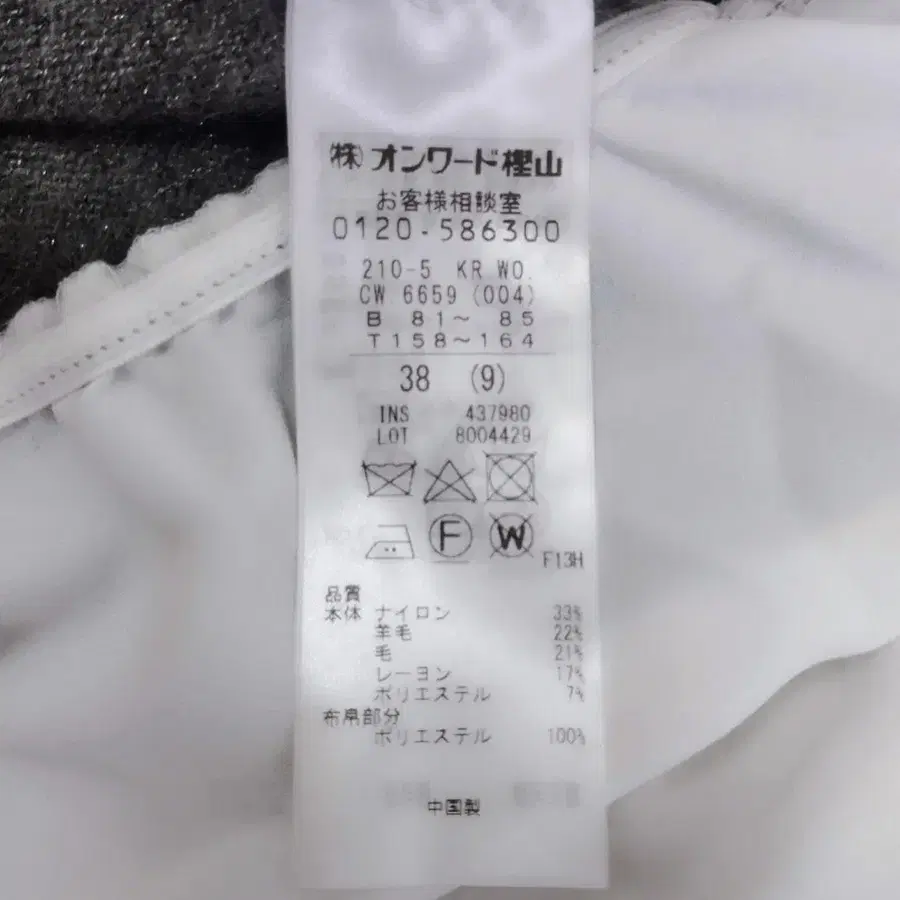 ㈱オンワード樫山
お客様相談室
0120-586300
210-5 KR WO.
CW 6659 (004)
B 81～ 85
T158～164
38 (9)
INS 437980
LOT 8004429
F W
F13H
品質
本体 ナイロン 33%
羊毛 22%
毛 21%
レーヨン 17%
ポリエステル 7%
布帛部分
ポリエステル 100%
中国製